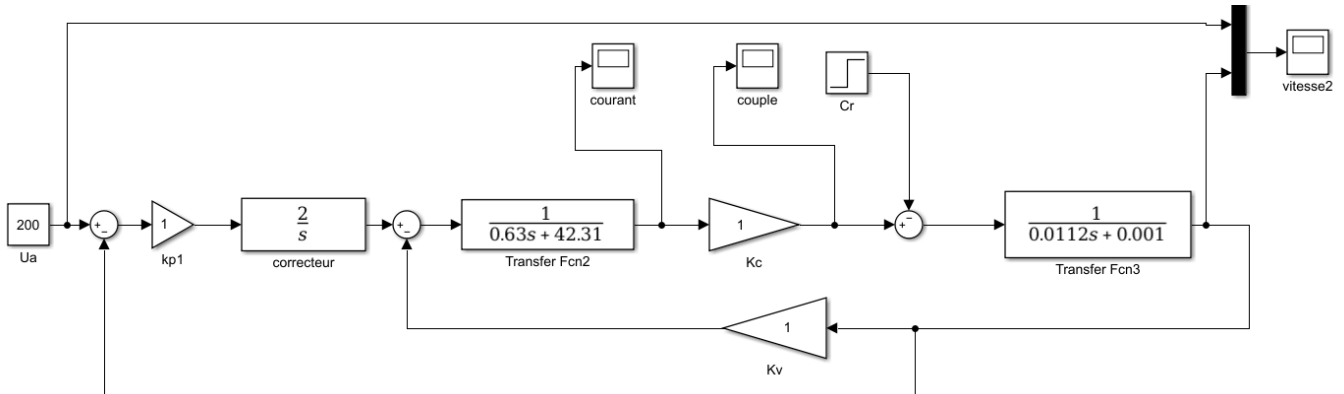 courant
couple
Cr
vitesse2
200
Ua
+
−
1
kp1
2
s
correcteur
+
−
1
0.63s + 42.31
Transfer Fcn2
1
Kc
−
+
1
0.0112s + 0.001
Transfer Fcn3
1
Kv